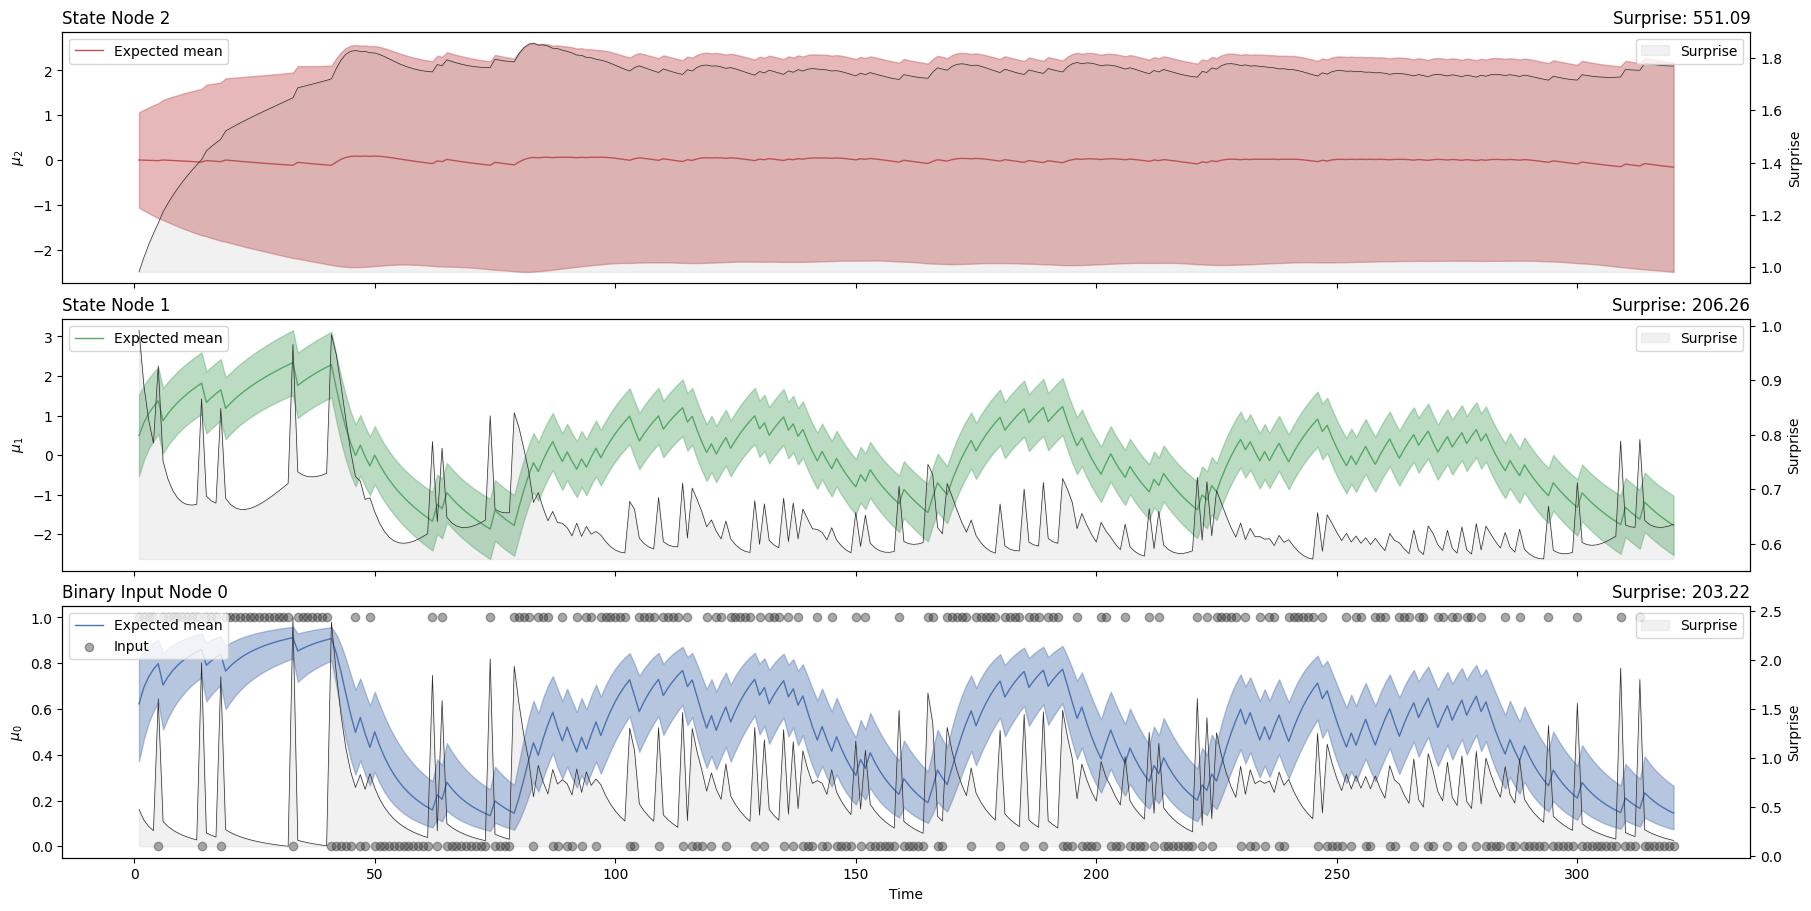 State Node 2 Surprise: 551.09
Expected mean
Surprise
μ2
2
1
0
−1
−2
1.8
1.6
1.4
1.2
1.0
Surprise
State Node 1 Surprise: 206.26
Expected mean
Surprise
μ1
3
2
1
0
−1
−2
1.0
0.9
0.8
0.7
0.6
Surprise
Binary Input Node 0 Surprise: 203.22
Expected mean
Input
Surprise
μ0
1.0
0.8
0.6
0.4
0.2
0.0
2.5
2.0
1.5
1.0
0.5
0.0
Surprise
0 50 100 150 200 250 300
Time